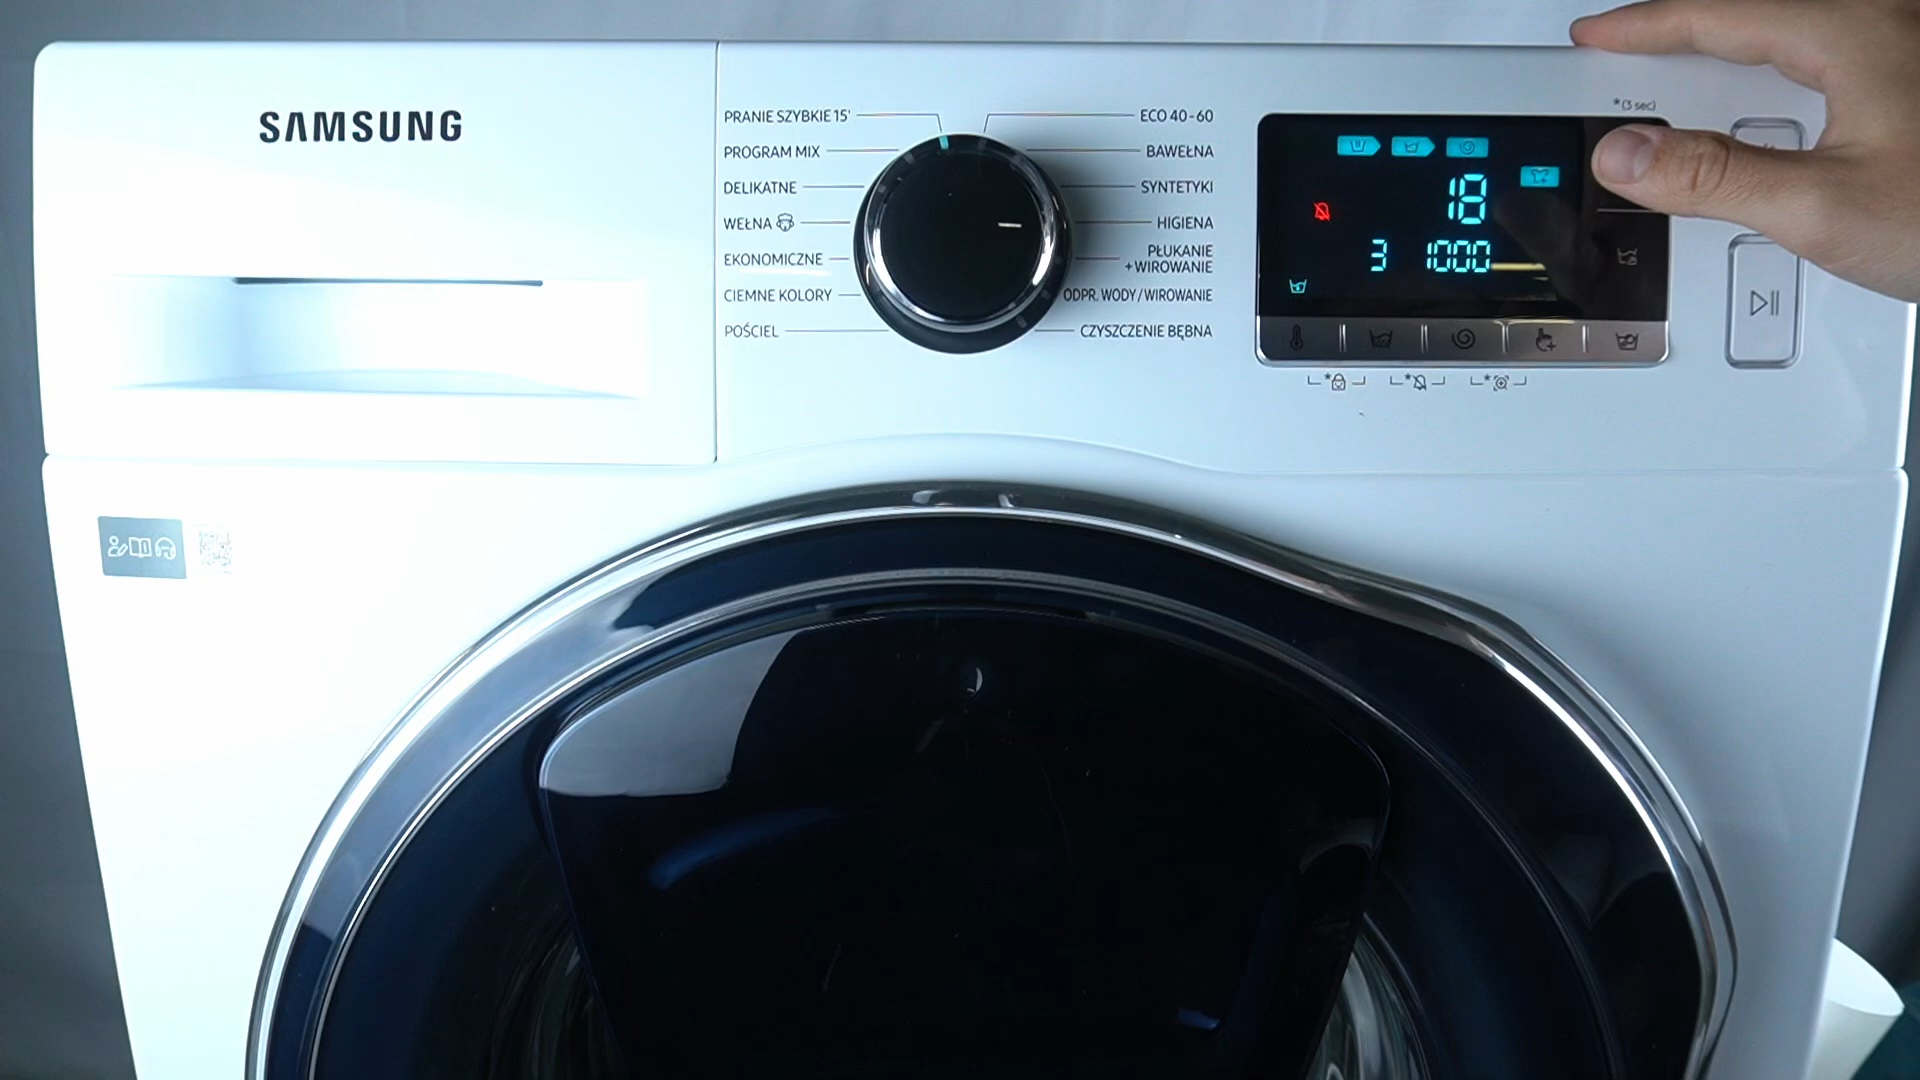 SAMSUNG
PRANIE SZYBKIE 15'
PROGRAM MIX
DELIKATNE
WEŁNA
EKONOMICZNE
CIEMNE KOLORY
POŚCIEL
ECO 40-60
BAWEŁNA
SYNTETYKI
HIGIENA
PŁUKANIE
+WIROWANIE
ODPR. WODY / WIROWANIE
CZYSZCZENIE BĘBNA
*(3 sec)
18
3 1000